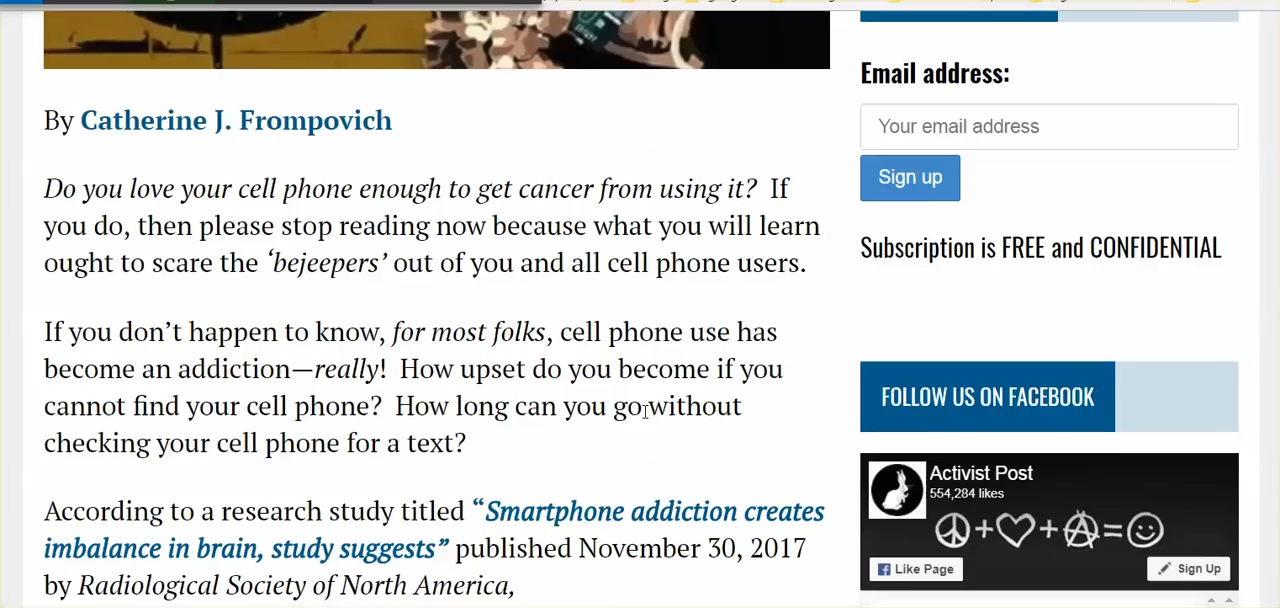 By Catherine J. Frompovich
Do you love your cell phone enough to get cancer from using it?  If
you do, then please stop reading now because what you will learn
ought to scare the ‘bejeepers’ out of you and all cell phone users.
If you don’t happen to know, for most folks, cell phone use has
become an addiction—really!  How upset do you become if you
cannot find your cell phone?  How long can you go without
checking your cell phone for a text?
According to a research study titled “Smartphone addiction creates
imbalance in brain, study suggests” published November 30, 2017
by Radiological Society of North America,
Email address:
Your email address
Sign up
Subscription is FREE and CONFIDENTIAL
FOLLOW US ON FACEBOOK
Activist Post
554,284 likes
Like Page
Sign Up